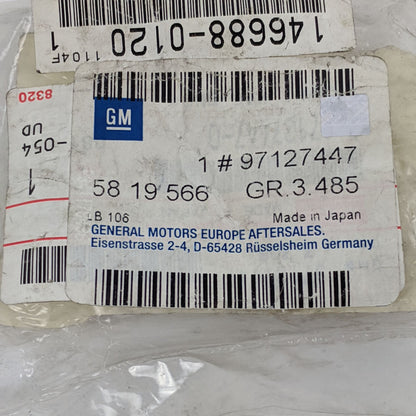 146688-0120
1104F
1
8320
-054
UD
1
GM
1 # 97127447
58 19 566 GR.3.485
LB 106 Made in Japan
GENERAL MOTORS EUROPE AFTERSALES.
Eisenstrasse 2-4, D-65428 Rüsselsheim Germany